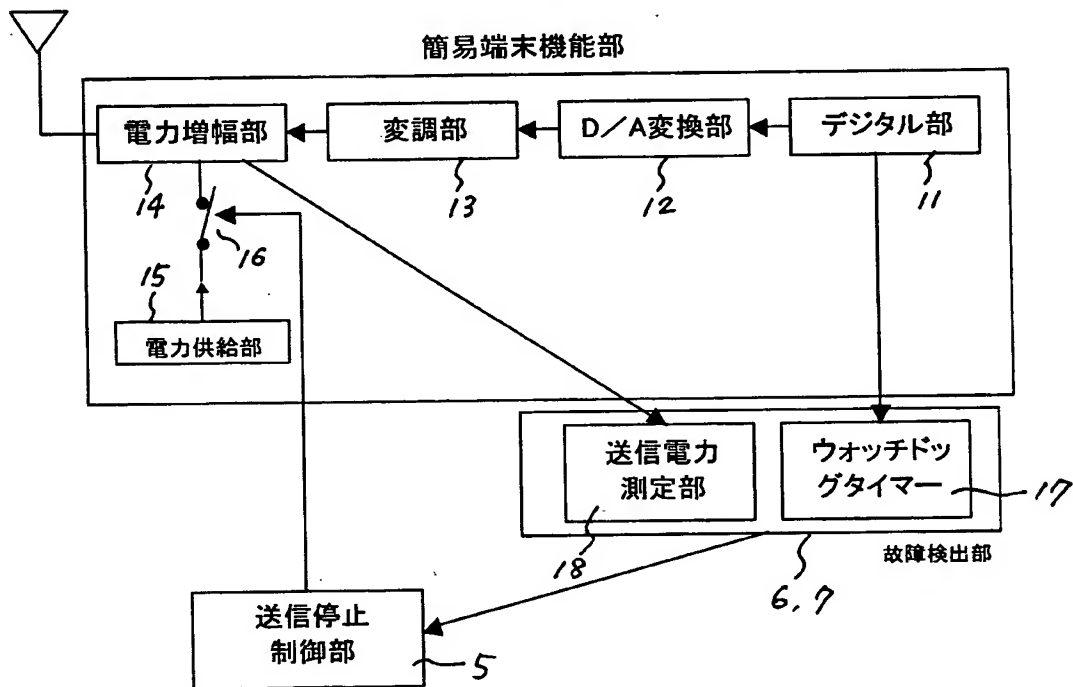 簡易端末機能部
電力増幅部
変調部
D/A変換部
デジタル部
14
13
12
11
16
15
電力供給部
送信電力
測定部
ウォッチドッ
グタイマー
17
18
故障検出部
6,7
送信停止
制御部
5